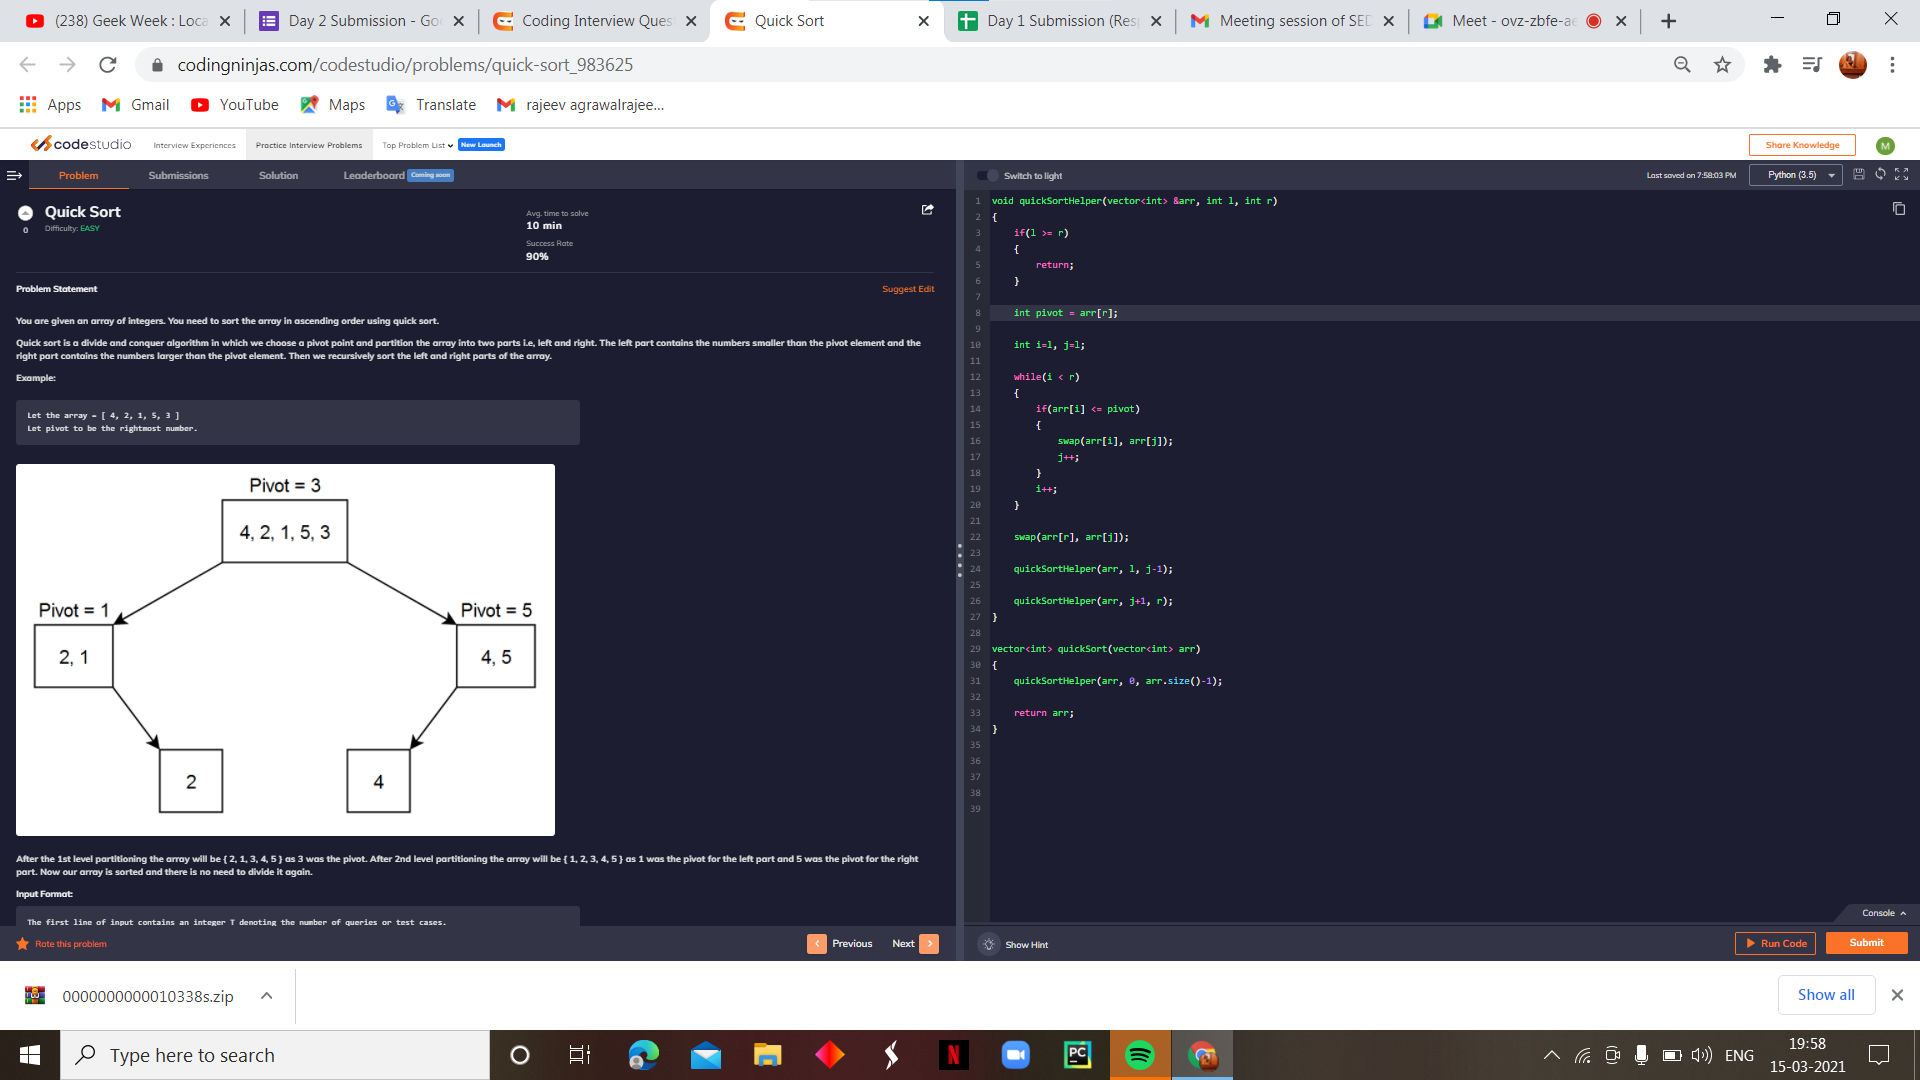 (238) Geek Week : Loca
Day 2 Submission - Go
Coding Interview Ques
Quick Sort
Day 1 Submission (Res
Meeting session of SED
Meet - ovz-zbfe-ae
codingninjas.com/codestudio/problems/quick-sort_983625
Apps
Gmail
YouTube
Maps
Translate
rajeev agrawalrajee...
codestudio
Interview Experiences
Practice Interview Problems
Top Problem List
New Launch
Share Knowledge
M
Problem
Submissions
Solution
Leaderboard
Coming soon
Switch to light
Last saved on 7:58:03 PM
Python (3.5)
Quick Sort
Difficulty: EASY
0
Avg. time to solve
10 min
Success Rate
90%
Problem Statement
Suggest Edit
You are given an array of integers. You need to sort the array in ascending order using quick sort.
Quick sort is a divide and conquer algorithm in which we choose a pivot point and partition the array into two parts i.e, left and right. The left part contains the numbers smaller than the pivot element and the
right part contains the numbers larger than the pivot element. Then we recursively sort the left and right parts of the array.
Example:
Let the array = [ 4, 2, 1, 5, 3 ]
Let pivot to be the rightmost number.
Pivot = 3
4, 2, 1, 5, 3
Pivot = 1
Pivot = 5
2, 1
4, 5
2
4
After the 1st level partitioning the array will be { 2, 1, 3, 4, 5 } as 3 was the pivot. After 2nd level partitioning the array will be { 1, 2, 3, 4, 5 } as 1 was the pivot for the left part and 5 was the pivot for the right
part. Now our array is sorted and there is no need to divide it again.
Input Format:
The first line of input contains an integer T denoting the number of queries or test cases.
Rate this problem
Previous
Next
1 void quickSortHelper(vector<int> &arr, int l, int r)
2 {
3 if(l >= r)
4 {
5 return;
6 }
7
8 int pivot = arr[r];
9
10 int i=l, j=l;
11
12 while(i < r)
13 {
14 if(arr[i] <= pivot)
15 {
16 swap(arr[i], arr[j]);
17 j++;
18 }
19 i++;
20 }
21
22 swap(arr[r], arr[j]);
23
24 quickSortHelper(arr, l, j-1);
25
26 quickSortHelper(arr, j+1, r);
27 }
28
29 vector<int> quickSort(vector<int> arr)
30 {
31 quickSortHelper(arr, 0, arr.size()-1);
32
33 return arr;
34 }
35
36
37
38
39
Console
Show Hint
Run Code
Submit
0000000000010338s.zip
Show all
Type here to search
N
PC
ENG
19:58
15-03-2021